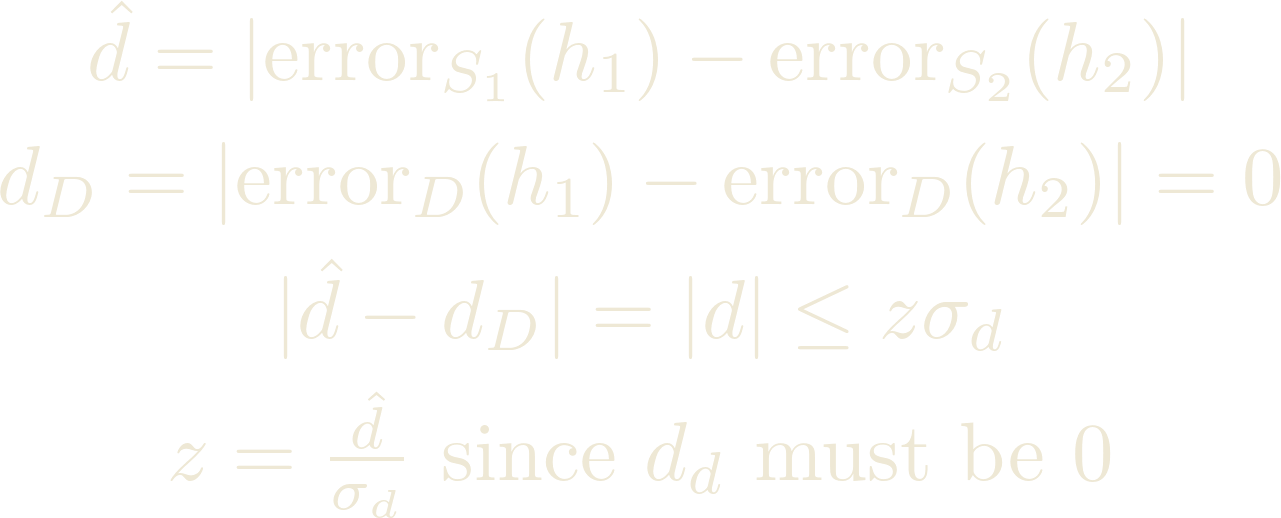 d̂ = |error_{S_1}(h_1) − error_{S_2}(h_2)|
d_D = |error_D(h_1) − error_D(h_2)| = 0
|d̂ − d_D| = |d| ≤ zσ_d
z = \frac{d̂}{σ_d} since d_d must be 0